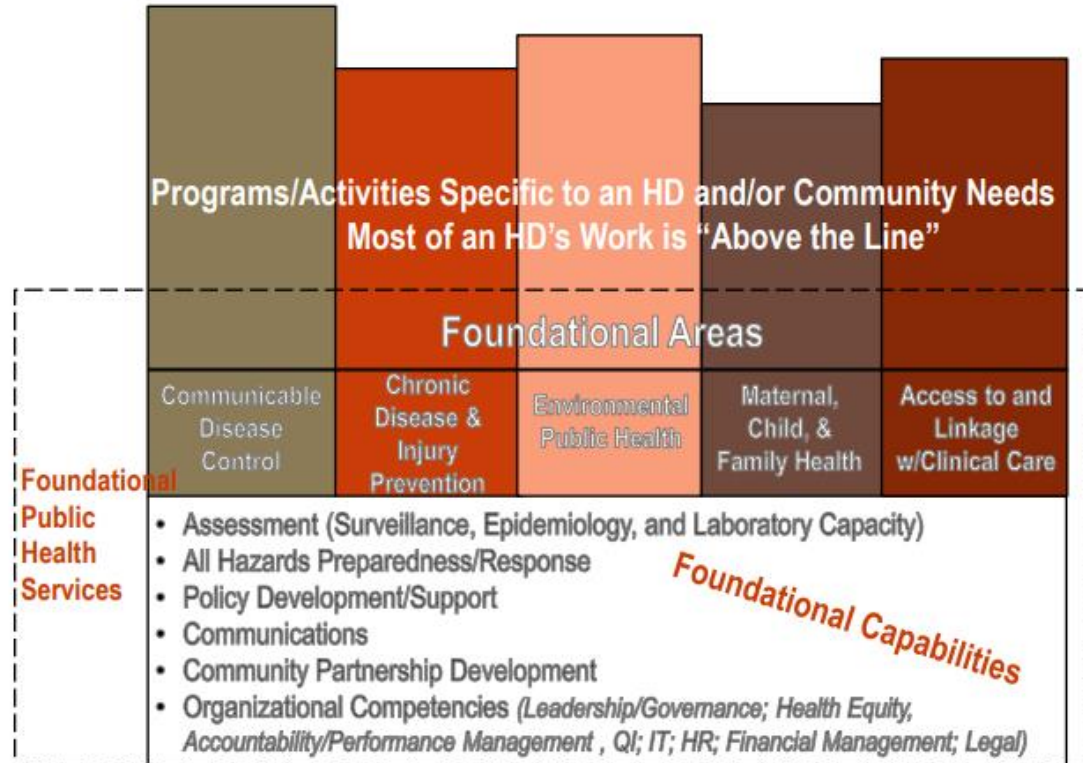 Programs/Activities Specific to an HD and/or Community Needs
Most of an HD's Work is “Above the Line”
Foundational Areas
Communicable
Disease
Control
Chronic
Disease &
Injury
Prevention
Environmental
Public Health
Maternal,
Child, &
Family Health
Access to and
Linkage
w/Clinical Care
Foundational
Public
Health
Services
• Assessment (Surveillance, Epidemiology, and Laboratory Capacity)
• All Hazards Preparedness/Response
• Policy Development/Support
• Communications
• Community Partnership Development
• Organizational Competencies (Leadership/Governance; Health Equity,
Accountability/Performance Management , QI; IT; HR; Financial Management; Legal)
Foundational Capabilities